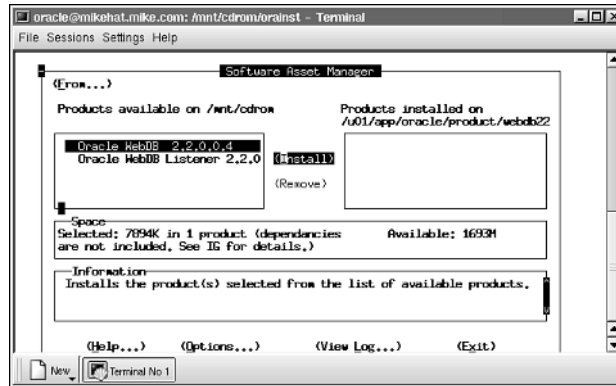 oracle@mikehat.mike.com: /mnt/cdrom/orainst - Terminal
File Sessions Settings Help
Software Asset Manager
(From...)
Products available on /mnt/cdrom
Products installed on
/u01/app/oracle/product/webdb22
Oracle WebDB 2.2.0.0.4
Oracle WebDB Listener 2.2.0
(Install)
(Remove)
Space
Selected: 7894K in 1 product (dependancies Available: 1693M
are not included. See IG for details.)
Information
Installs the product(s) selected from the list of available products.
(Help...) (Options...) (View Log...) (Exit)
New Terminal No 1